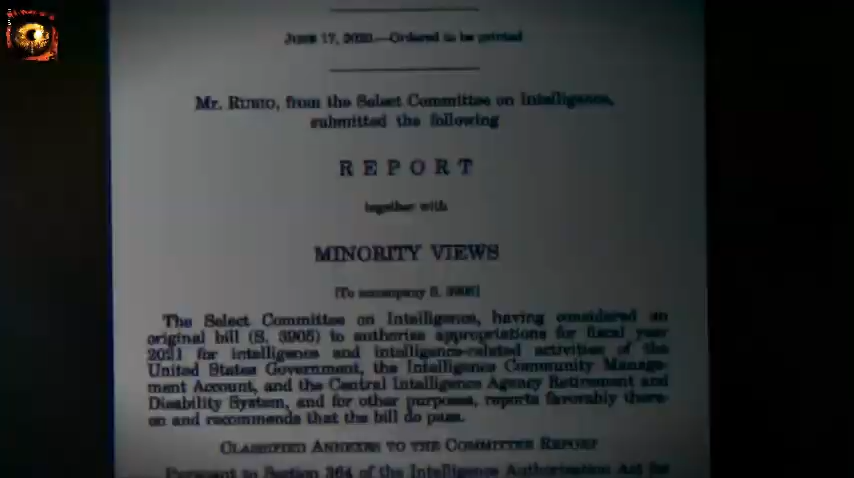 JUNE 17, 2020.—Ordered to be printed
Mr. RUBIO, from the Select Committee on Intelligence,
submitted the following
REPORT
together with
MINORITY VIEWS
[To accompany S. 3905]
The Select Committee on Intelligence, having considered an
original bill (S. 3905) to authorize appropriations for fiscal year
2021 for intelligence and intelligence-related activities of the
United States Government, the Intelligence Community Manage-
ment Account, and the Central Intelligence Agency Retirement and
Disability System, and for other purposes, reports favorably there-
on and recommends that the bill do pass.
CLASSIFIED ANNEXES TO THE COMMITTEE REPORT
Pursuant to Section 364 of the Intelligence Authorization Act for